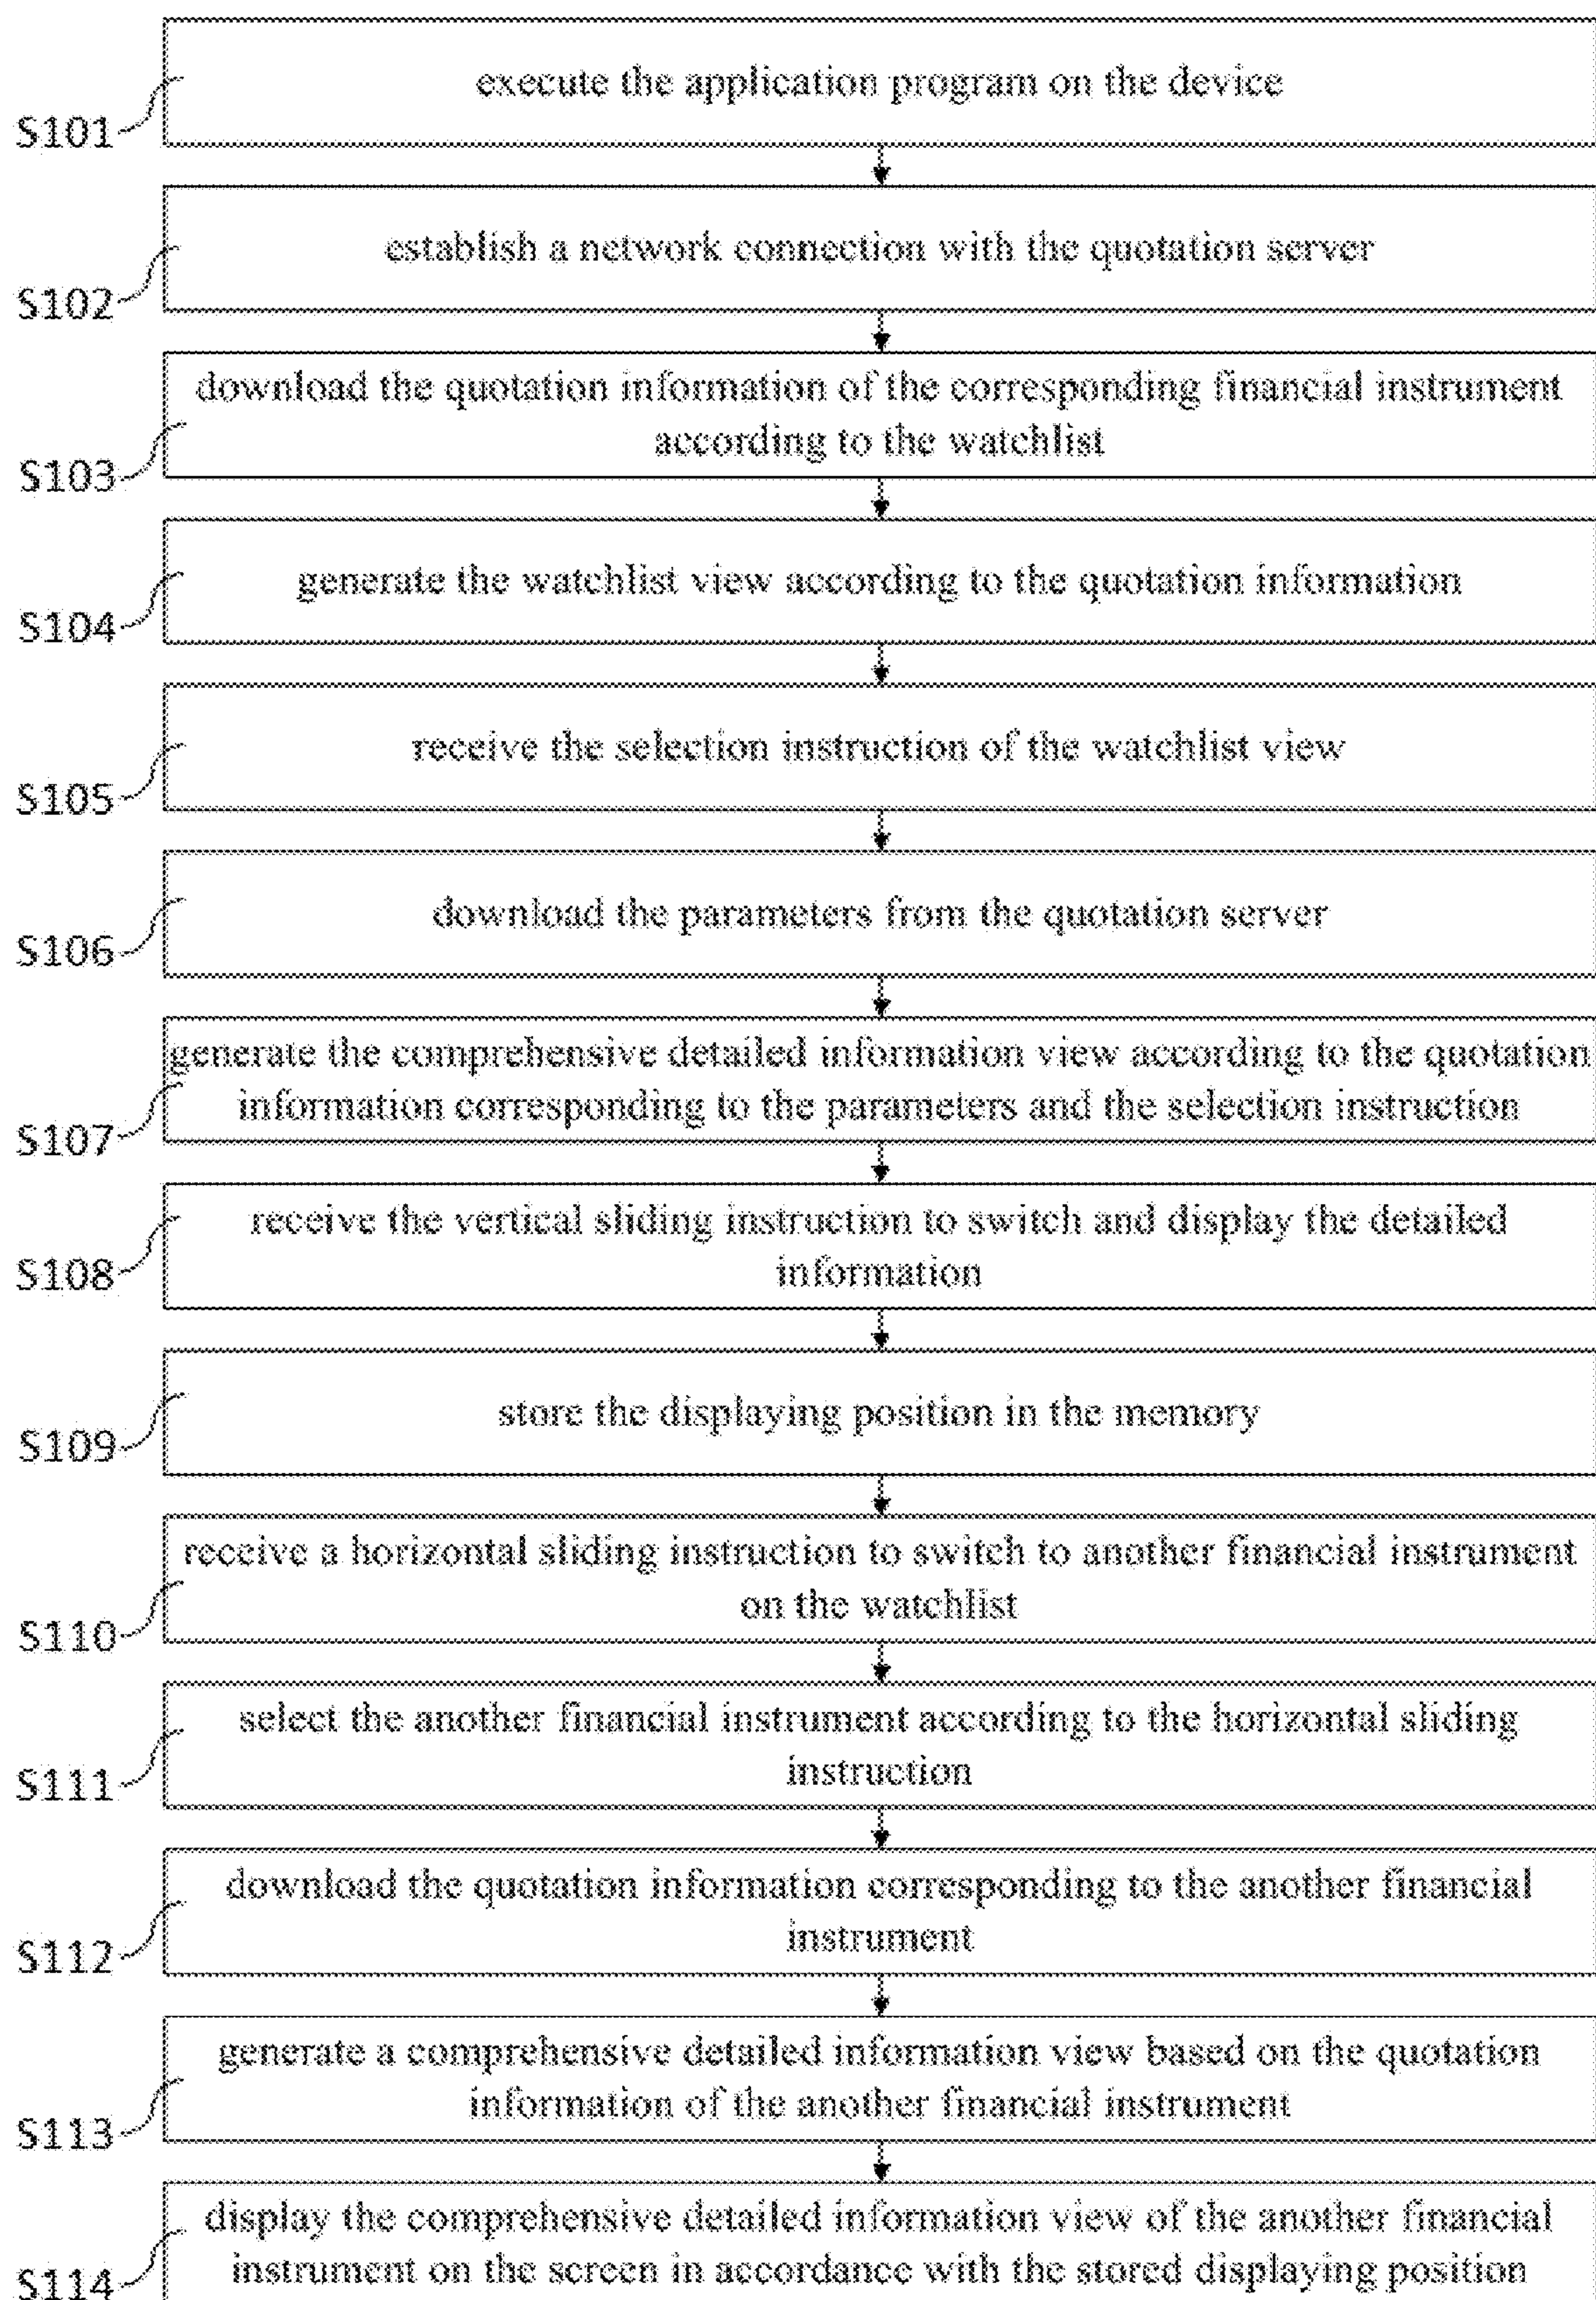 execute the application program on the device
S101
establish a network connection with the quotation server
S102
download the quotation information of the corresponding financial instrument
according to the watchlist
S103
generate the watchlist view according to the quotation information
S104
receive the selection instruction of the watchlist view
S105
download the parameters from the quotation server
S106
generate the comprehensive detailed information view according to the quotation
information corresponding to the parameters and the selection instruction
S107
receive the vertical sliding instruction to switch and display the detailed
information
S108
store the displaying position in the memory
S109
receive a horizontal sliding instruction to switch to another financial instrument
on the watchlist
S110
select the another financial instrument according to the horizontal sliding
instruction
S111
download the quotation information corresponding to the another financial
instrument
S112
generate a comprehensive detailed information view based on the quotation
information of the another financial instrument
S113
display the comprehensive detailed information view of the another financial
instrument on the screen in accordance with the stored displaying position
S114